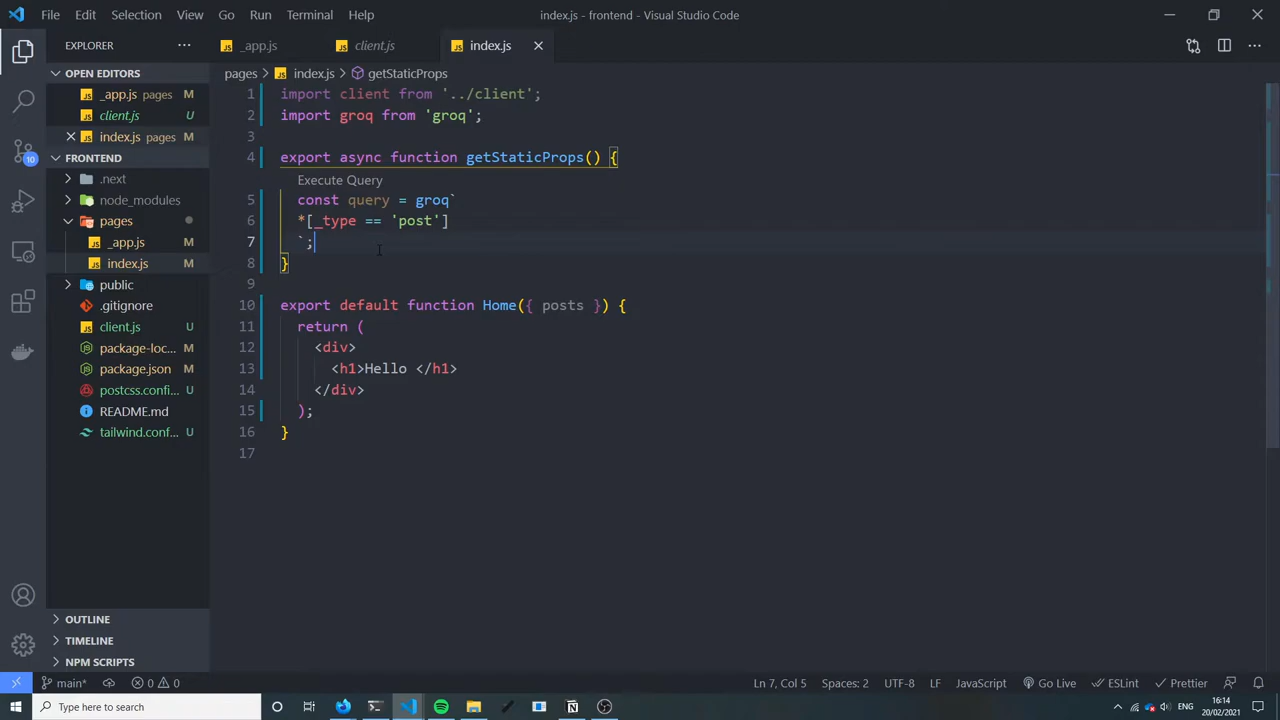 File Edit Selection View Go Run Terminal Help
index.js - frontend - Visual Studio Code
EXPLORER
_app.js
client.js
index.js
OPEN EDITORS
_app.js pages M
client.js U
index.js pages M
FRONTEND
.next
node_modules
pages
_app.js M
index.js M
public
.gitignore
client.js U
package-loc... M
package.json M
postcss.confi... U
README.md
tailwind.conf... U
OUTLINE
TIMELINE
NPM SCRIPTS
10
pages > index.js > getStaticProps
1 import client from '../client';
2 import groq from 'groq';
3
4 export async function getStaticProps() {
Execute Query
5 const query = groq`
6 *[_type == 'post']
7 `;
8 }
9
10 export default function Home({ posts }) {
11 return (
12 <div>
13 <h1>Hello </h1>
14 </div>
15 );
16 }
17
main* 0 0
Ln 7, Col 5 Spaces: 2 UTF-8 LF JavaScript Go Live ESLint Prettier
Type here to search
ENG
16:14
20/02/2021